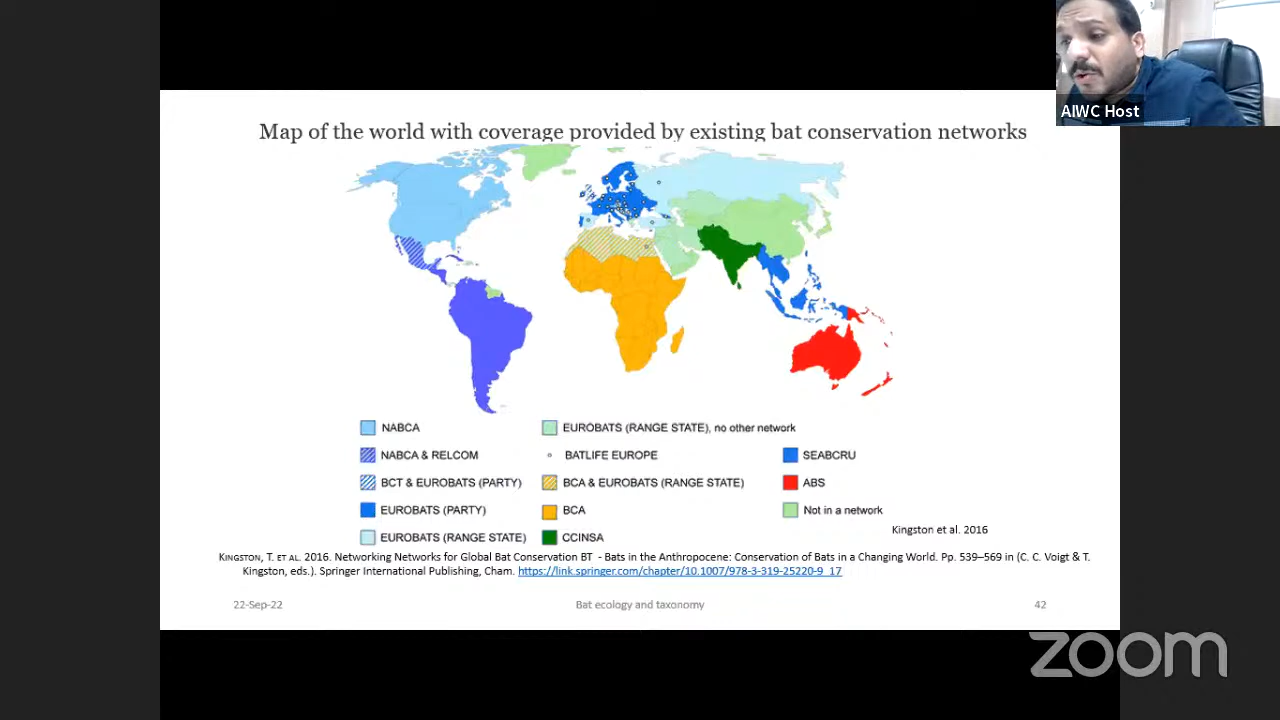 AIWC Host
Map of the world with coverage provided by existing bat conservation networks
NABCA
NABCA & RELCOM
BCT & EUROBATS (PARTY)
EUROBATS (PARTY)
EUROBATS (RANGE STATE)
EUROBATS (RANGE STATE), no other network
BATLIFE EUROPE
BCA & EUROBATS (RANGE STATE)
BCA
CCINSA
SEABCRU
ABS
Not in a network
Kingston et al. 2016
KINGSTON, T. ET AL. 2016. Networking Networks for Global Bat Conservation BT - Bats in the Anthropocene: Conservation of Bats in a Changing World. Pp. 539–569 in (C. C. Voigt & T.
Kingston, eds.). Springer International Publishing, Cham. https://link.springer.com/chapter/10.1007/978-3-319-25220-9_17
22-Sep-22
Bat ecology and taxonomy
42
zoom